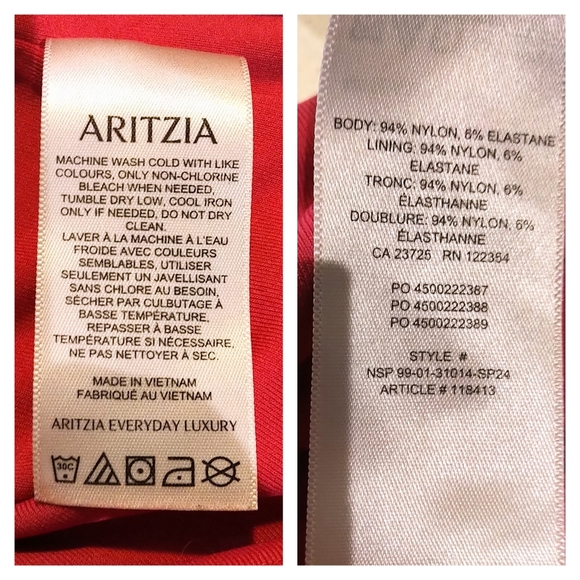 ARITZIA
MACHINE WASH COLD WITH LIKE
COLOURS, ONLY NON-CHLORINE
BLEACH WHEN NEEDED,
TUMBLE DRY LOW, COOL IRON
ONLY IF NEEDED, DO NOT DRY
CLEAN.
LAVER À LA MACHINE À L'EAU
FROIDE AVEC COULEURS
SEMBLABLES, UTILISER
SEULEMENT UN JAVELLISANT
SANS CHLORE AU BESOIN,
SÉCHER PAR CULBUTAGE À
BASSE TEMPÉRATURE,
REPASSER À BASSE
TEMPÉRATURE SI NÉCESSAIRE,
NE PAS NETTOYER À SEC.
MADE IN VIETNAM
FABRIQUÉ AU VIETNAM
ARITZIA EVERYDAY LUXURY
30C
BODY: 94% NYLON, 6% ELASTANE
LINING: 94% NYLON, 6%
ELASTANE
TRONC: 94% NYLON, 6%
ÉLASTHANNE
DOUBLURE: 94% NYLON, 6%
ÉLASTHANNE
CA 23725 RN 122354
PO 4500222387
PO 4500222388
PO 4500222389
STYLE #
NSP 99-01-31014-SP24
ARTICLE # 118413